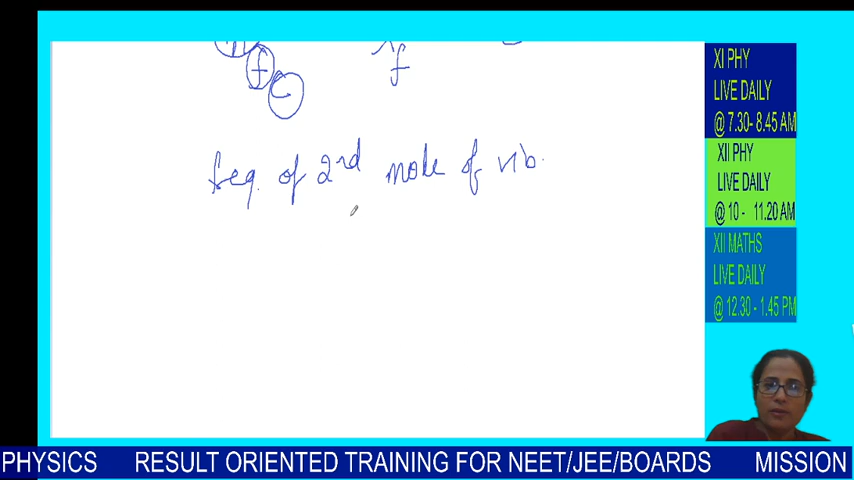 f
C
f
freq. of 2rd mode of vib.
XI PHY
LIVE DAILY
@ 7.30- 8.45 AM
XII PHY
LIVE DAILY
@ 10 - 11.20 AM
XII MATHS
LIVE DAILY
@ 12.30 - 1.45 PM
PHYSICS RESULT ORIENTED TRAINING FOR NEET/JEE/BOARDS MISSION